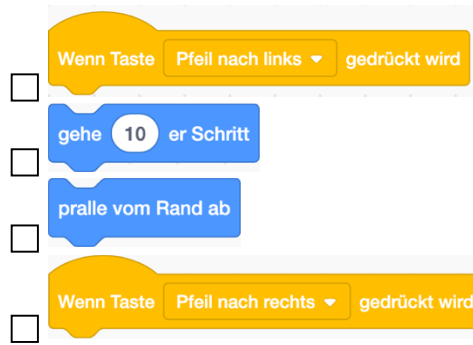 Wenn Taste Pfeil nach links gedrückt wird
gehe 10 er Schritt
pralle vom Rand ab
Wenn Taste Pfeil nach rechts gedrückt wird